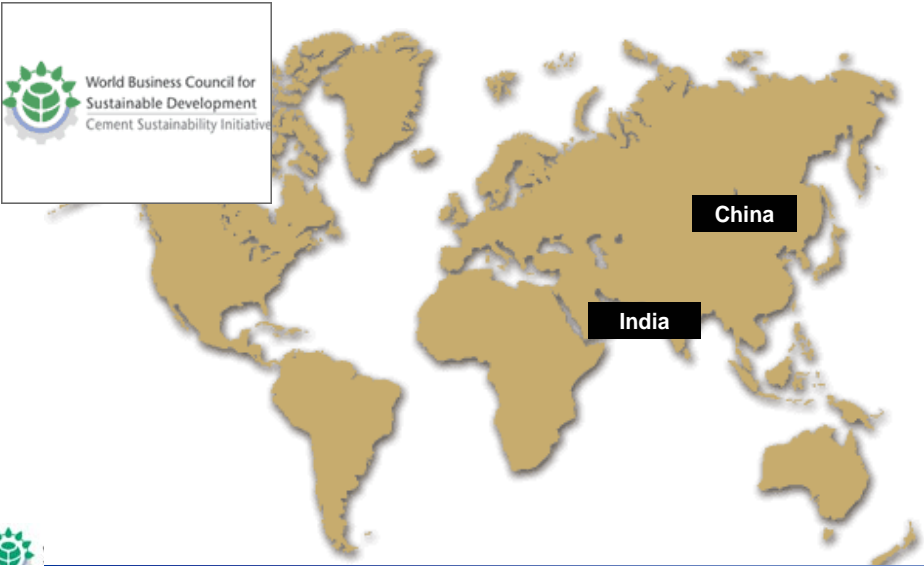 World Business Council for
Sustainable Development
Cement Sustainability Initiative
China
India